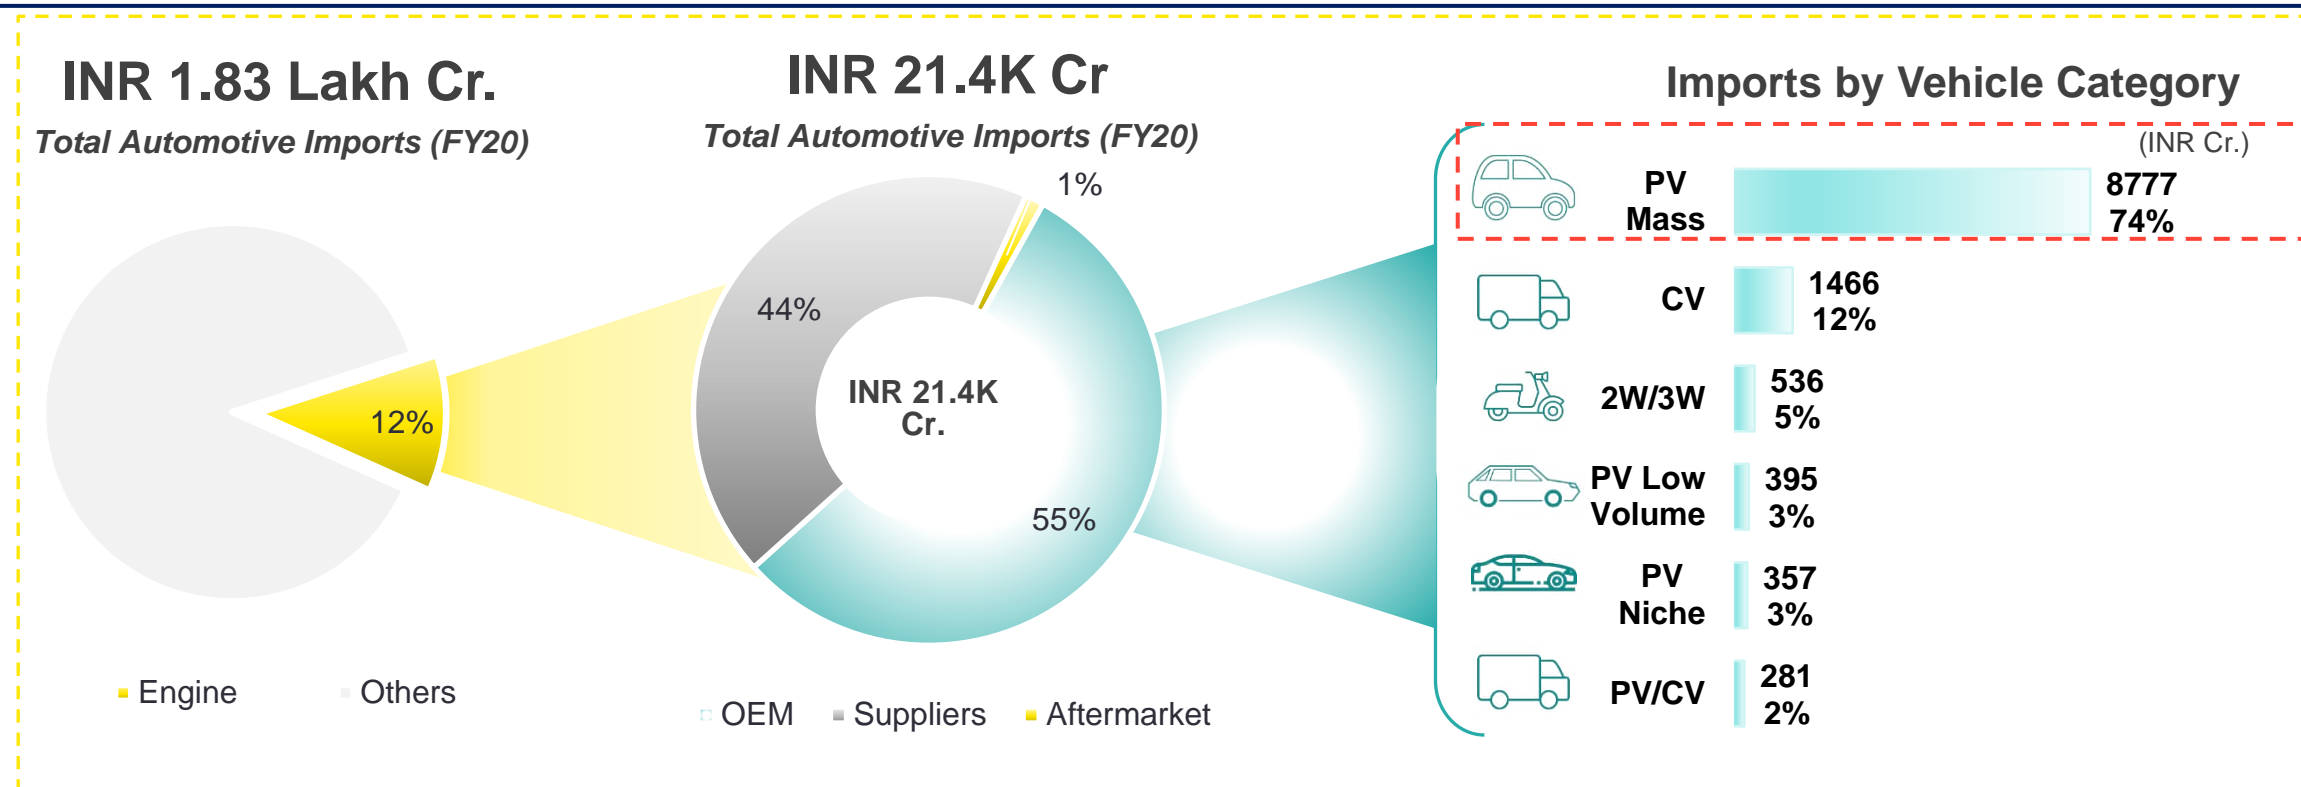 INR 1.83 Lakh Cr.
Total Automotive Imports (FY20)
12%
Engine
Others
INR 21.4K Cr
Total Automotive Imports (FY20)
1%
44%
INR 21.4K
Cr.
55%
OEM
Suppliers
Aftermarket
Imports by Vehicle Category
(INR Cr.)
PV
Mass
8777
74%
CV
1466
12%
2W/3W
536
5%
PV Low
Volume
395
3%
PV
Niche
357
3%
PV/CV
281
2%